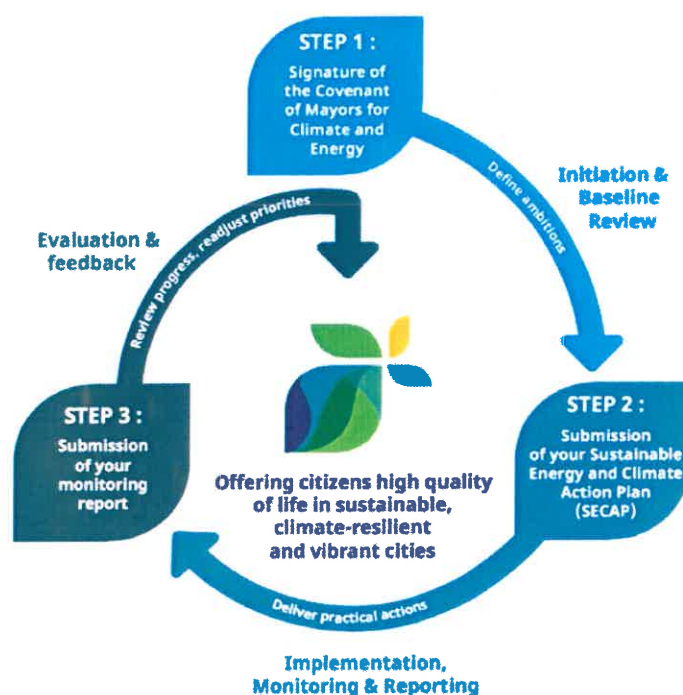 STEP 1 :
Signature of
the Covenant
of Mayors for
Climate and
Energy
Define ambitions
Initiation &
Baseline
Review
STEP 2 :
Submission
of your Sustainable
Energy and Climate
Action Plan
(SECAP)
Deliver practical actions
Implementation,
Monitoring & Reporting
STEP 3 :
Submission
of your
monitoring
report
Review progress, readjust priorities
Evaluation &
feedback
Offering citizens high quality
of life in sustainable,
climate-resilient
and vibrant cities